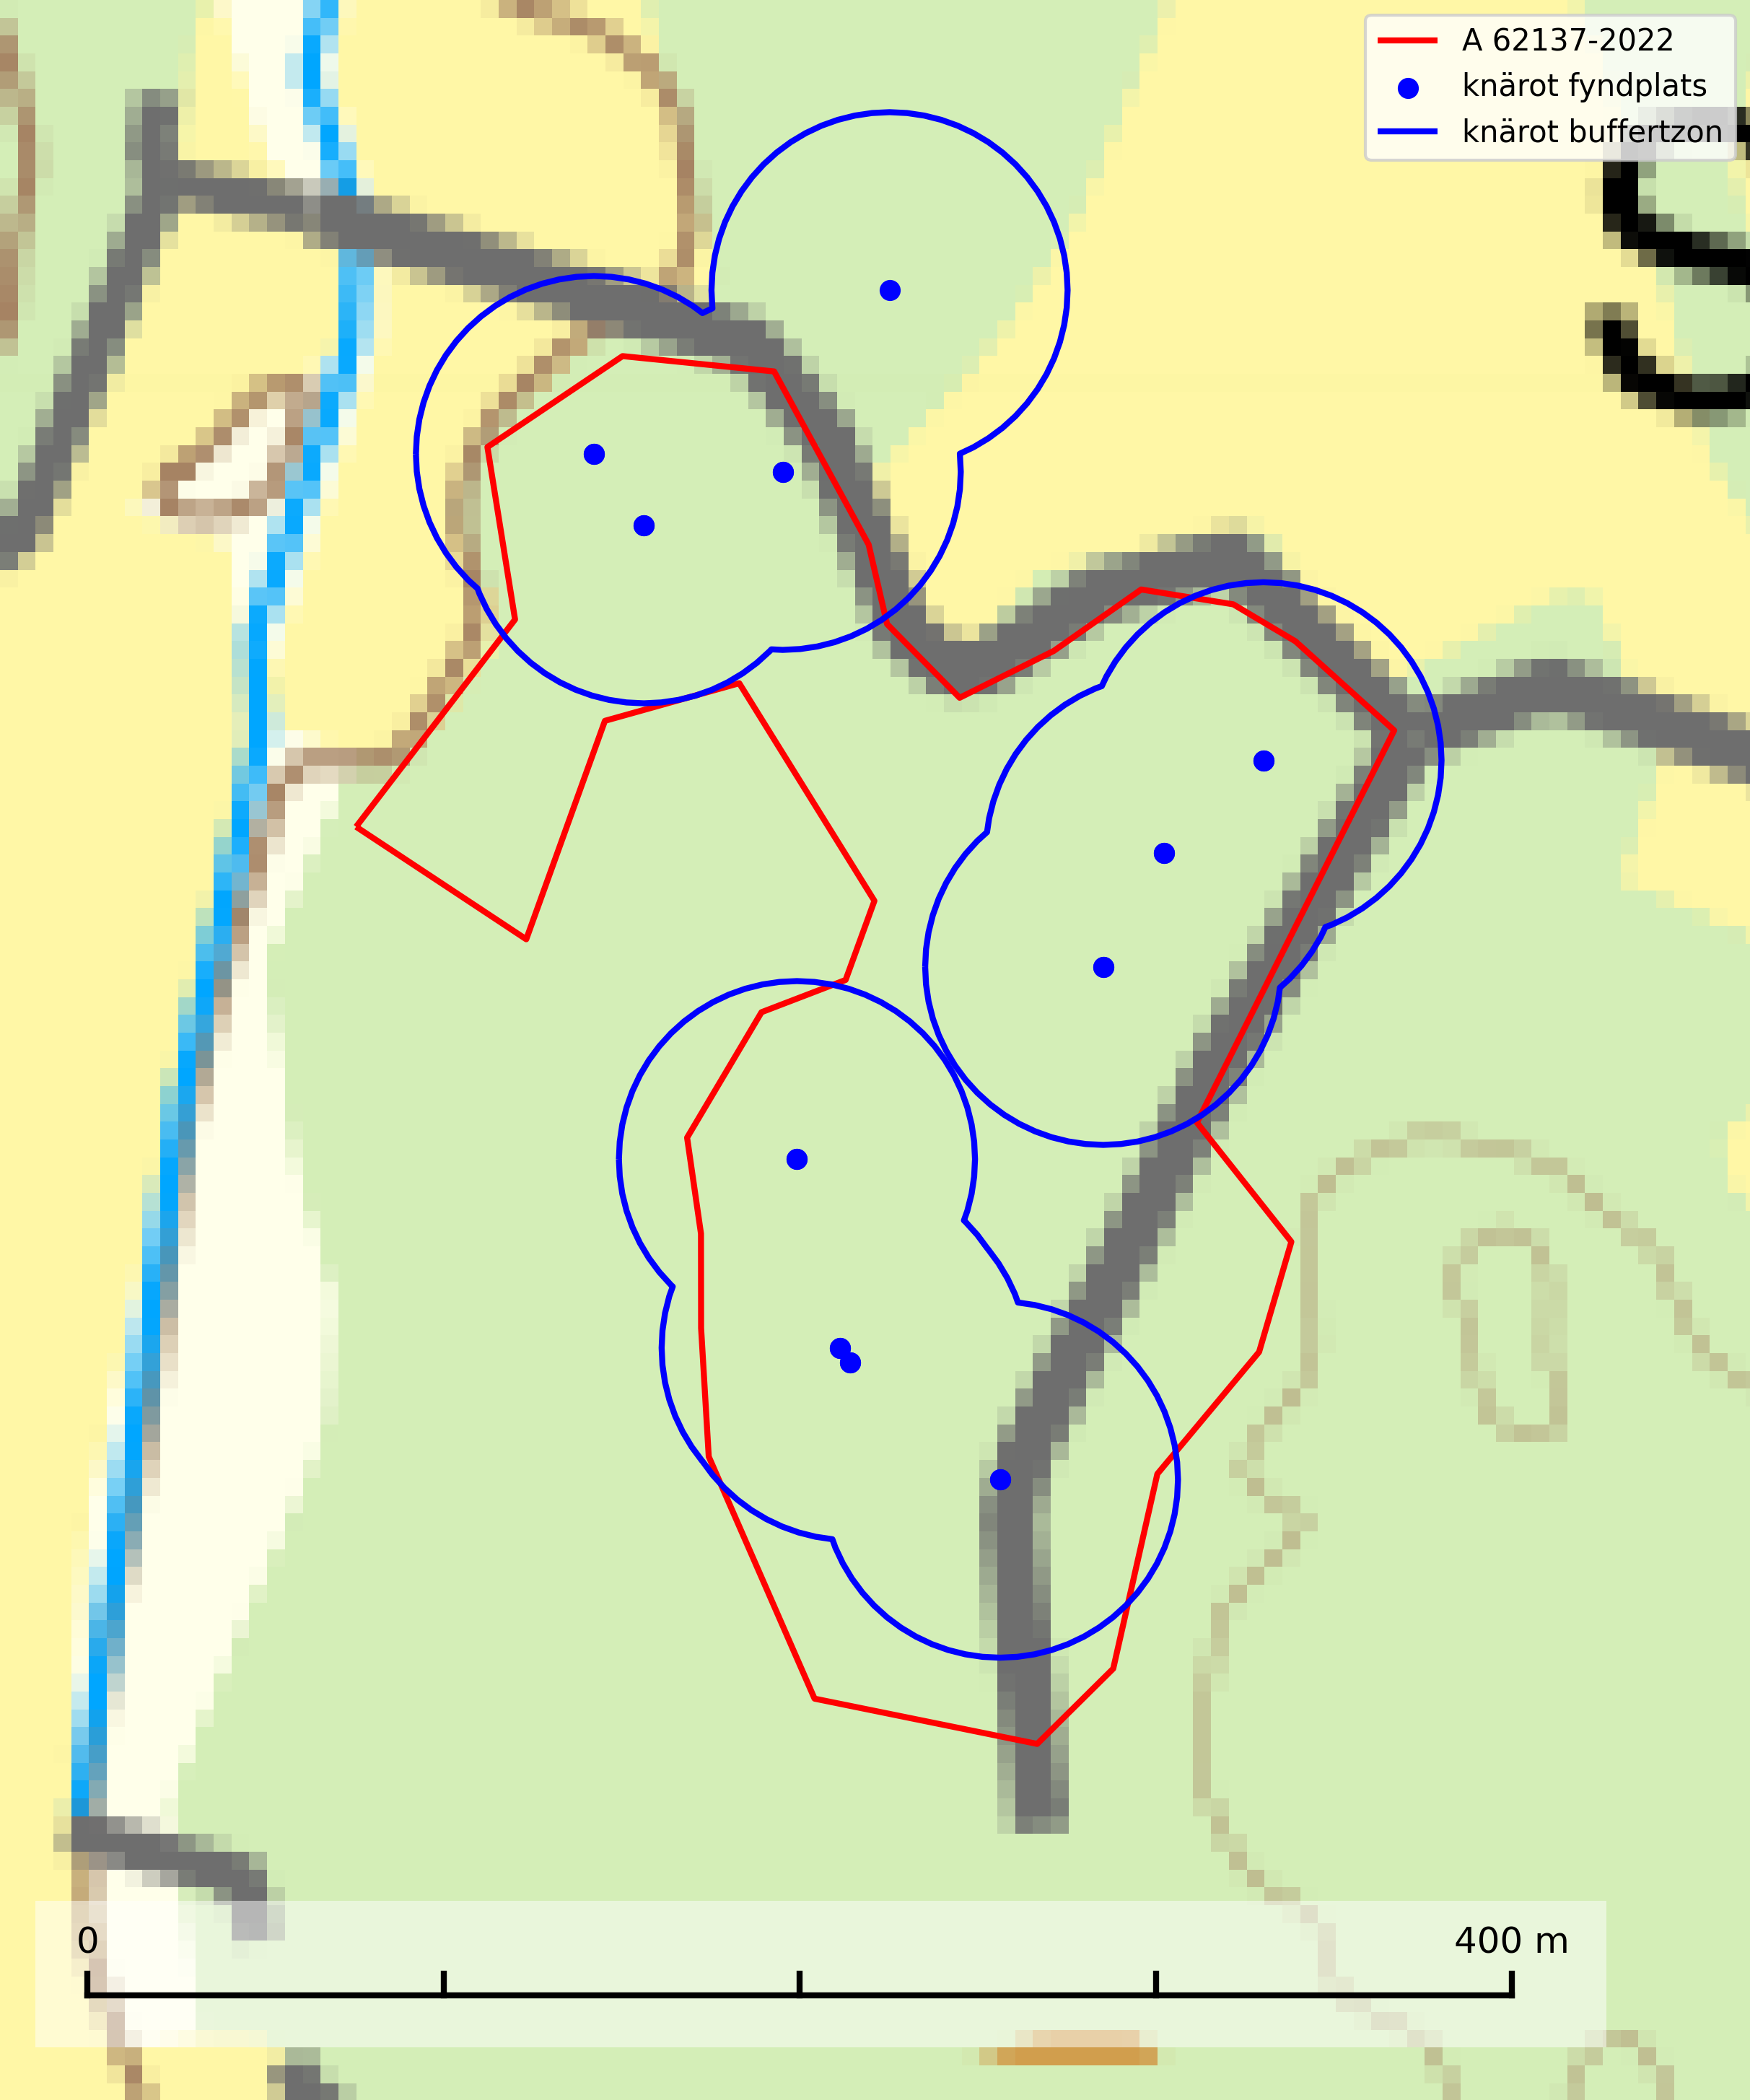 A 62137-2022
knärot fyndplats
knärot buffertzon
0
400 m